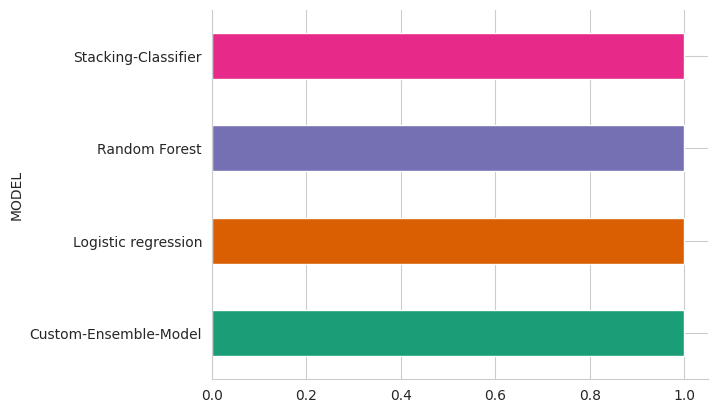 Stacking-Classifier
Random Forest
MODEL
Logistic regression
Custom-Ensemble-Model
0.0 0.2 0.4 0.6 0.8 1.0